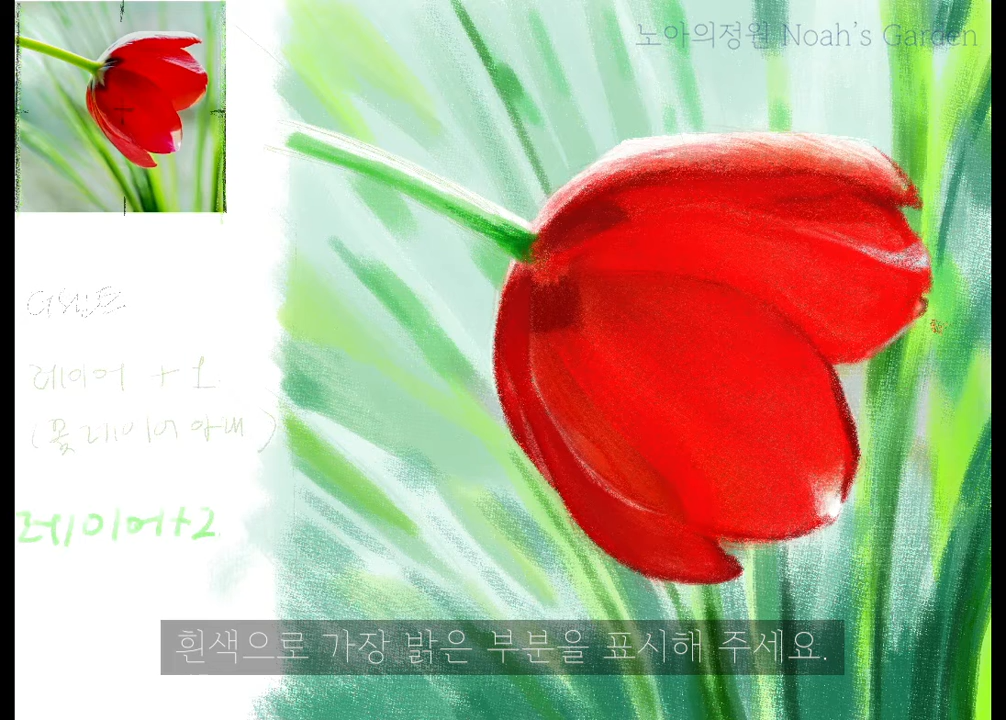 노아의정원 Noah's Garden
레이어 +1
(꽃레이어 아래)
레이어+2
흰색으로 가장 밝은 부분을 표시해 주세요.